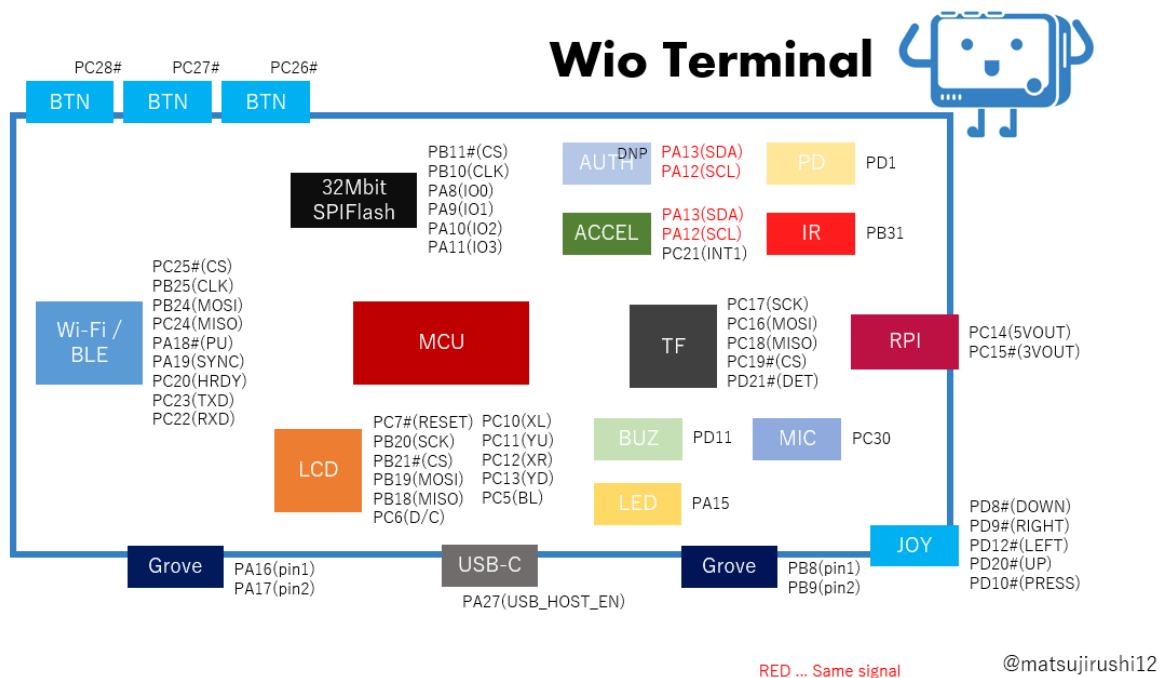 Wio Terminal
PC28#
PC27#
PC26#
BTN
BTN
BTN
32Mbit
SPIFlash
PB11#(CS)
PB10(CLK)
PA8(IO0)
PA9(IO1)
PA10(IO2)
PA11(IO3)
AUTH
DNP
PA13(SDA)
PA12(SCL)
PD
PD1
ACCEL
PA13(SDA)
PA12(SCL)
PC21(INT1)
IR
PB31
Wi-Fi /
BLE
PC25#(CS)
PB25(CLK)
PB24(MOSI)
PC24(MISO)
PA18#(PU)
PA19(SYNC)
PC20(HRDY)
PC23(TXD)
PC22(RXD)
MCU
TF
PC17(SCK)
PC16(MOSI)
PC18(MISO)
PC19#(CS)
PD21#(DET)
RPI
PC14(5VOUT)
PC15#(3VOUT)
LCD
PC7#(RESET)
PB20(SCK)
PB21#(CS)
PB19(MOSI)
PB18(MISO)
PC6(D/C)
PC10(XL)
PC11(YU)
PC12(XR)
PC13(YD)
PC5(BL)
BUZ
PD11
MIC
PC30
LED
PA15
JOY
PD8#(DOWN)
PD9#(RIGHT)
PD12#(LEFT)
PD20#(UP)
PD10#(PRESS)
Grove
PA16(pin1)
PA17(pin2)
USB-C
PA27(USB_HOST_EN)
Grove
PB8(pin1)
PB9(pin2)
RED ... Same signal
@matsujirushi12